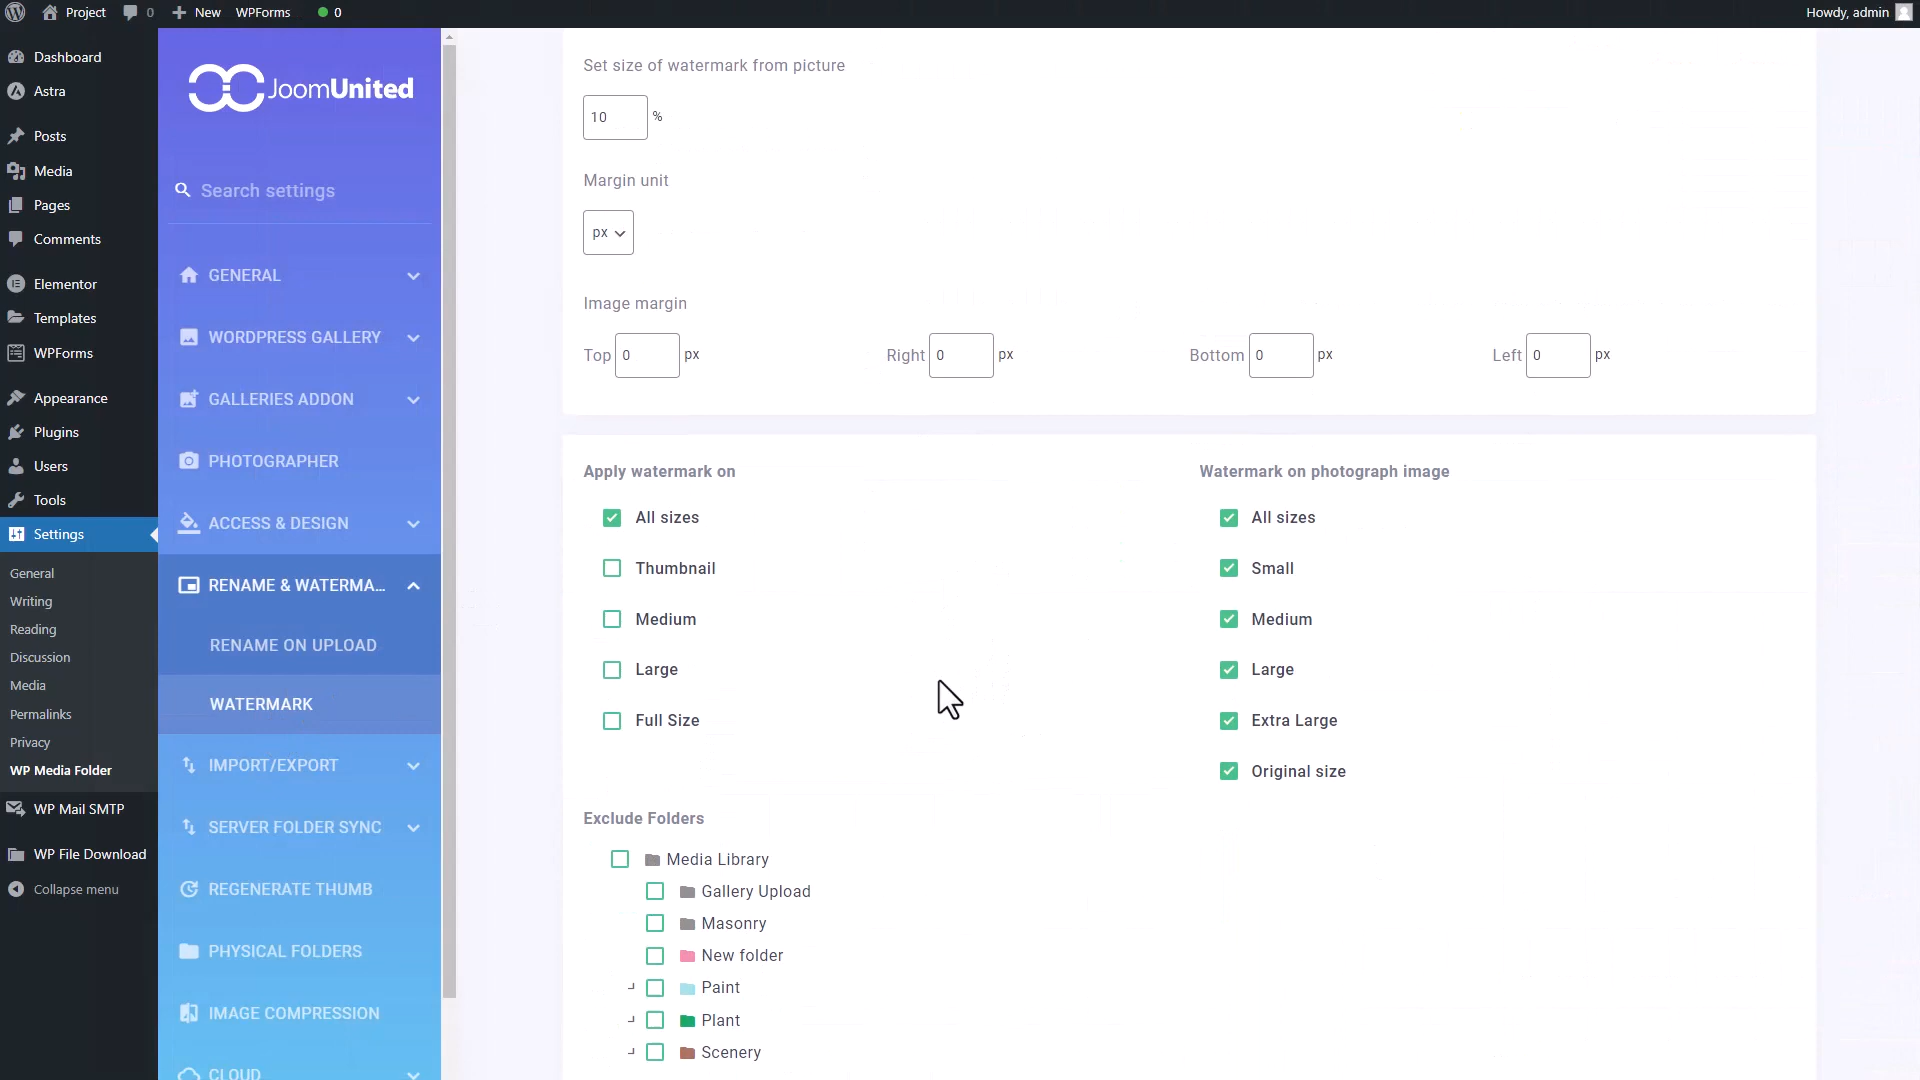 Project
0
New
WPForms
0
Howdy, admin
Dashboard
Astra
Posts
Media
Pages
Comments
Elementor
Templates
WPForms
Appearance
Plugins
Users
Tools
Settings
General
Writing
Reading
Discussion
Media
Permalinks
Privacy
WP Media Folder
WP Mail SMTP
WP File Download
Collapse menu
JoomUnited
Search settings
GENERAL
WORDPRESS GALLERY
GALLERIES ADDON
PHOTOGRAPHER
ACCESS & DESIGN
RENAME & WATERMA...
RENAME ON UPLOAD
WATERMARK
IMPORT/EXPORT
SERVER FOLDER SYNC
REGENERATE THUMB
PHYSICAL FOLDERS
IMAGE COMPRESSION
CLOUD
Set size of watermark from picture
10 %
Margin unit
px
Image margin
Top 0 px Right 0 px Bottom 0 px Left 0 px
Apply watermark on
All sizes
Thumbnail
Medium
Large
Full Size
Watermark on photograph image
All sizes
Small
Medium
Large
Extra Large
Original size
Exclude Folders
Media Library
Gallery Upload
Masonry
New folder
Paint
Plant
Scenery